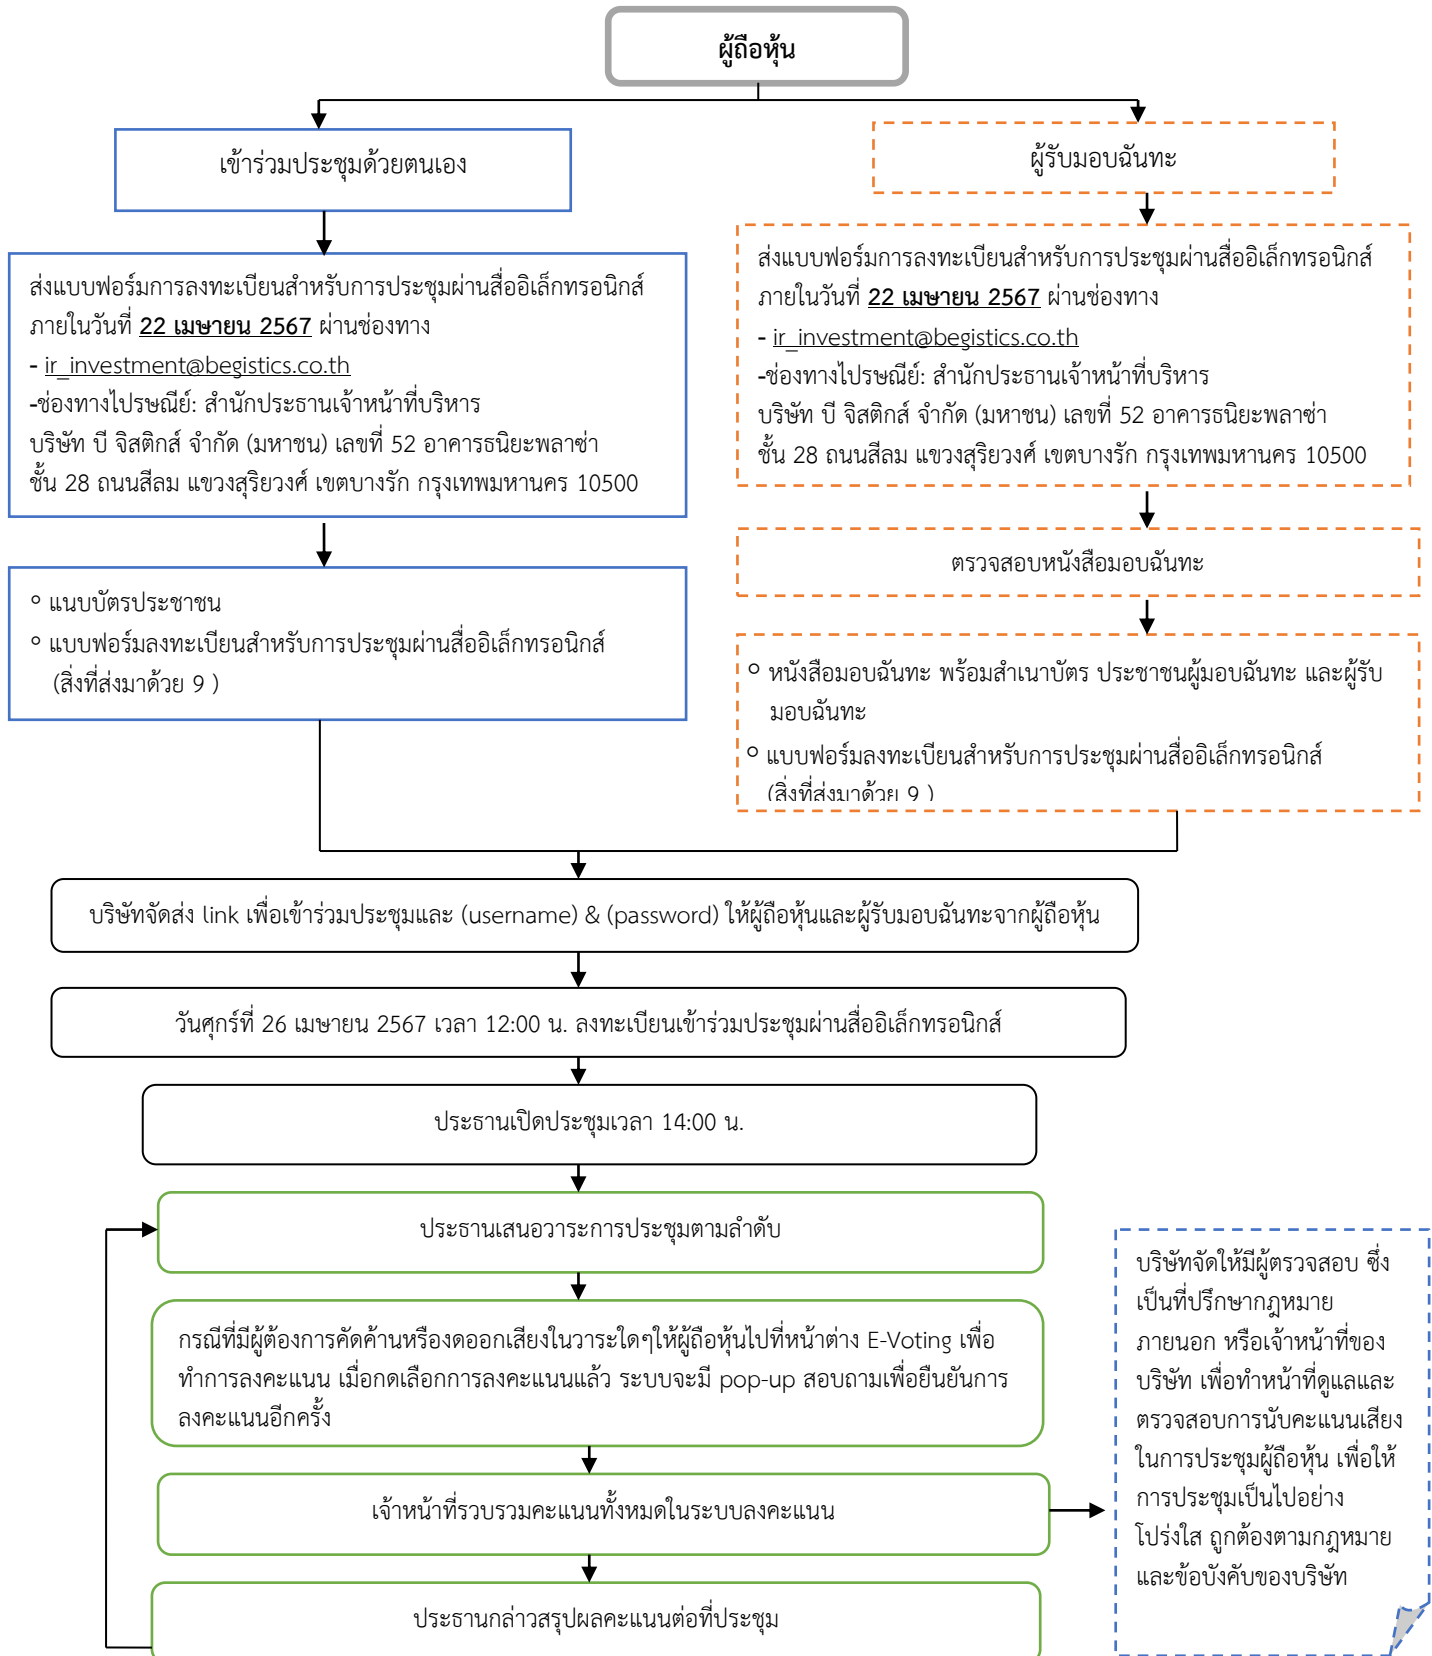 ผู้ถือหุ้น
เข้าร่วมประชุมด้วยตนเอง
ส่งแบบฟอร์มการลงทะเบียนสำหรับการประชุมผ่านสื่ออิเล็กทรอนิกส์
ภายในวันที่ 22 เมษายน 2567 ผ่านช่องทาง
- ir_investment@begistics.co.th
-ช่องทางไปรษณีย์: สำนักประธานเจ้าหน้าที่บริหาร
บริษัท บี จิสติกส์ จำกัด (มหาชน) เลขที่ 52 อาคารธนิยะพลาซ่า
ชั้น 28 ถนนสีลม แขวงสุริยวงศ์ เขตบางรัก กรุงเทพมหานคร 10500
◦ แนบบัตรประชาชน
◦ แบบฟอร์มลงทะเบียนสำหรับการประชุมผ่านสื่ออิเล็กทรอนิกส์
(สิ่งที่ส่งมาด้วย 9 )
ผู้รับมอบฉันทะ
ส่งแบบฟอร์มการลงทะเบียนสำหรับการประชุมผ่านสื่ออิเล็กทรอนิกส์
ภายในวันที่ 22 เมษายน 2567 ผ่านช่องทาง
- ir_investment@begistics.co.th
-ช่องทางไปรษณีย์: สำนักประธานเจ้าหน้าที่บริหาร
บริษัท บี จิสติกส์ จำกัด (มหาชน) เลขที่ 52 อาคารธนิยะพลาซ่า
ชั้น 28 ถนนสีลม แขวงสุริยวงศ์ เขตบางรัก กรุงเทพมหานคร 10500
ตรวจสอบหนังสือมอบฉันทะ
◦ หนังสือมอบฉันทะ พร้อมสำเนาบัตร ประชาชนผู้มอบฉันทะ และผู้รับ
มอบฉันทะ
◦ แบบฟอร์มลงทะเบียนสำหรับการประชุมผ่านสื่ออิเล็กทรอนิกส์
(สิ่งที่ส่งมาด้วย 9 )
บริษัทจัดส่ง link เพื่อเข้าร่วมประชุมและ (username) & (password) ให้ผู้ถือหุ้นและผู้รับมอบฉันทะจากผู้ถือหุ้น
วันศุกร์ที่ 26 เมษายน 2567 เวลา 12:00 น. ลงทะเบียนเข้าร่วมประชุมผ่านสื่ออิเล็กทรอนิกส์
ประธานเปิดประชุมเวลา 14:00 น.
ประธานเสนอวาระการประชุมตามลำดับ
กรณีที่มีผู้ต้องการคัดค้านหรืองดออกเสียงในวาระใดๆให้ผู้ถือหุ้นไปที่หน้าต่าง E-Voting เพื่อ
ทำการลงคะแนน เมื่อกดเลือกการลงคะแนนแล้ว ระบบจะมี pop-up สอบถามเพื่อยืนยันการ
ลงคะแนนอีกครั้ง
เจ้าหน้าที่รวบรวมคะแนนทั้งหมดในระบบลงคะแนน
ประธานกล่าวสรุปผลคะแนนต่อที่ประชุม
บริษัทจัดให้มีผู้ตรวจสอบ ซึ่ง
เป็นที่ปรึกษากฎหมาย
ภายนอก หรือเจ้าหน้าที่ของ
บริษัท เพื่อทำหน้าที่ดูแลและ
ตรวจสอบการนับคะแนนเสียง
ในการประชุมผู้ถือหุ้น เพื่อให้
การประชุมเป็นไปอย่าง
โปร่งใส ถูกต้องตามกฎหมาย
และข้อบังคับของบริษัท